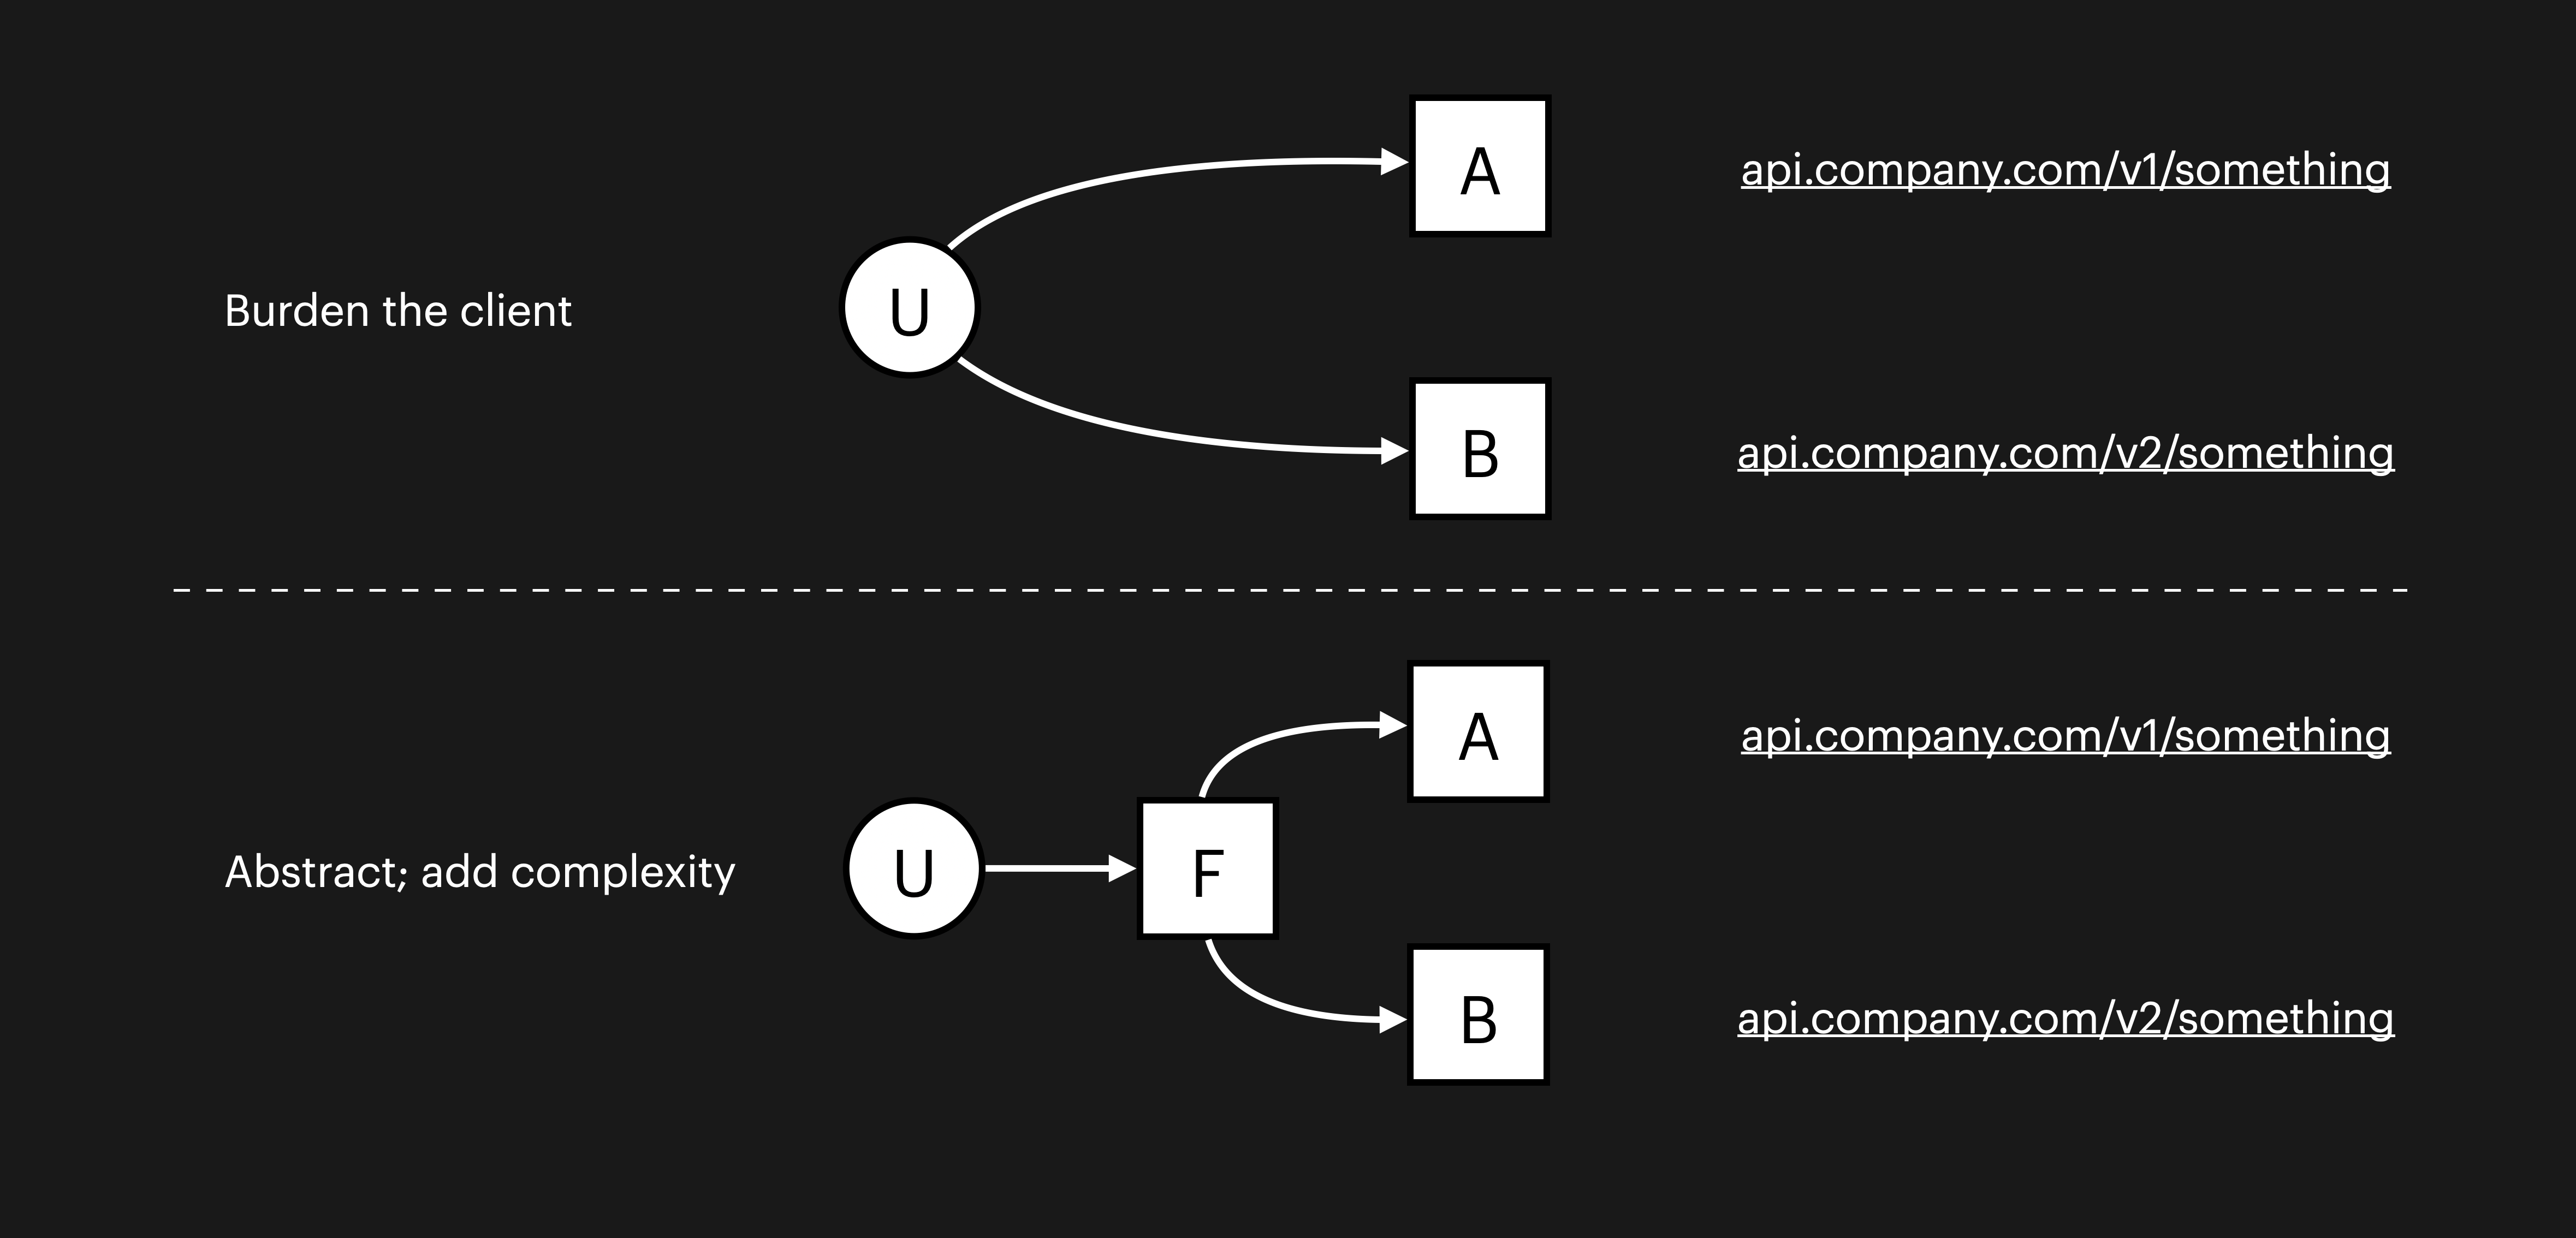 A
api.company.com/v1/something
U
Burden the client
B
api.company.com/v2/something
A
api.company.com/v1/something
U
F
Abstract; add complexity
B
api.company.com/v2/something